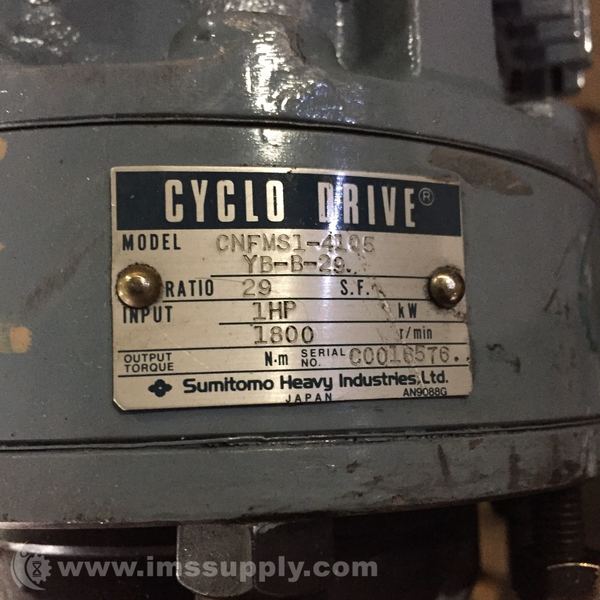 CYCLO DRIVE®
MODEL CNFMS1-4105
YB-B-29
RATIO 29 S.F.
INPUT 1HP kW
1800 r/min
OUTPUT TORQUE N·m SERIAL NO. C0016576
Sumitomo Heavy Industries, Ltd.
JAPAN AN9088G
www.imssupply.com